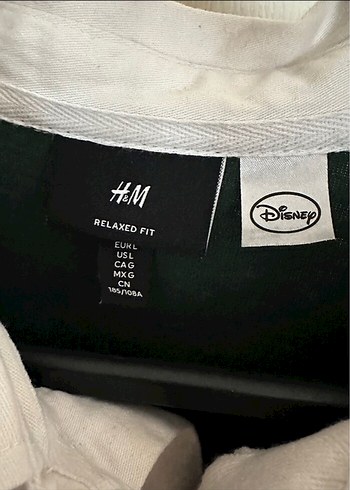 H&M
RELAXED FIT
EUR L
US L
CA G
MX G
CN
185/108A
Disney